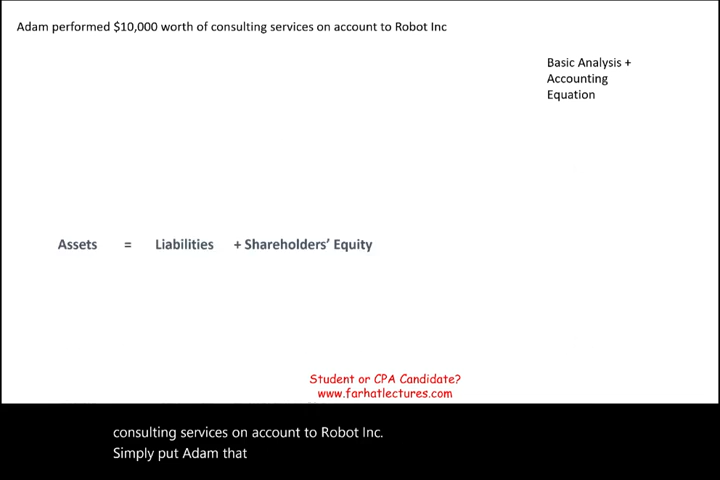 Adam performed $10,000 worth of consulting services on account to Robot Inc
Basic Analysis +
Accounting
Equation
Assets = Liabilities + Shareholders' Equity
Student or CPA Candidate?
www.farhatlectures.com
consulting services on account to Robot Inc.
Simply put Adam that